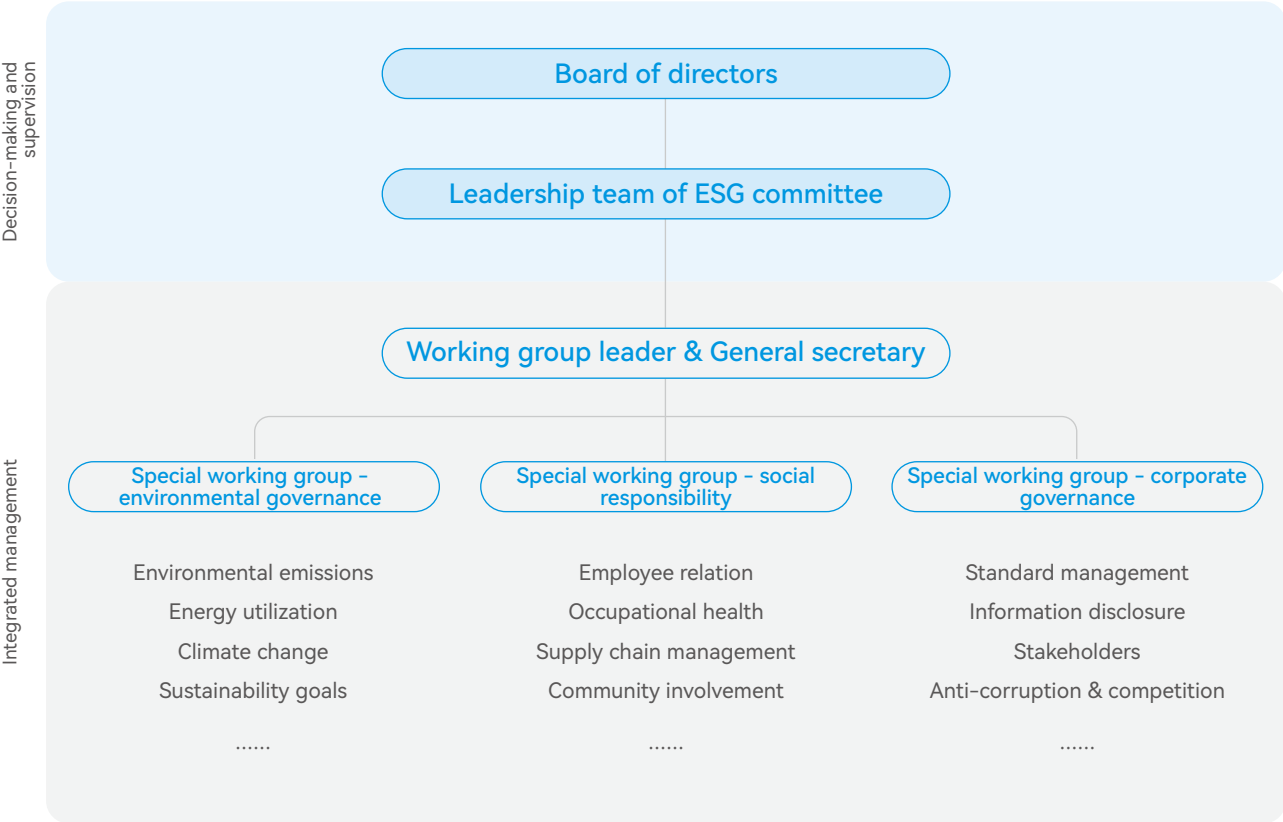 Decision-making and
supervision
Board of directors
Leadership team of ESG committee
Integrated management
Working group leader & General secretary
Special working group - 
environmental governance
Environmental emissions
Energy utilization
Climate change
Sustainability goals
......
Special working group - social
responsibility
Employee relation
Occupational health
Supply chain management
Community involvement
......
Special working group - corporate
governance
Standard management
Information disclosure
Stakeholders
Anti-corruption & competition
......